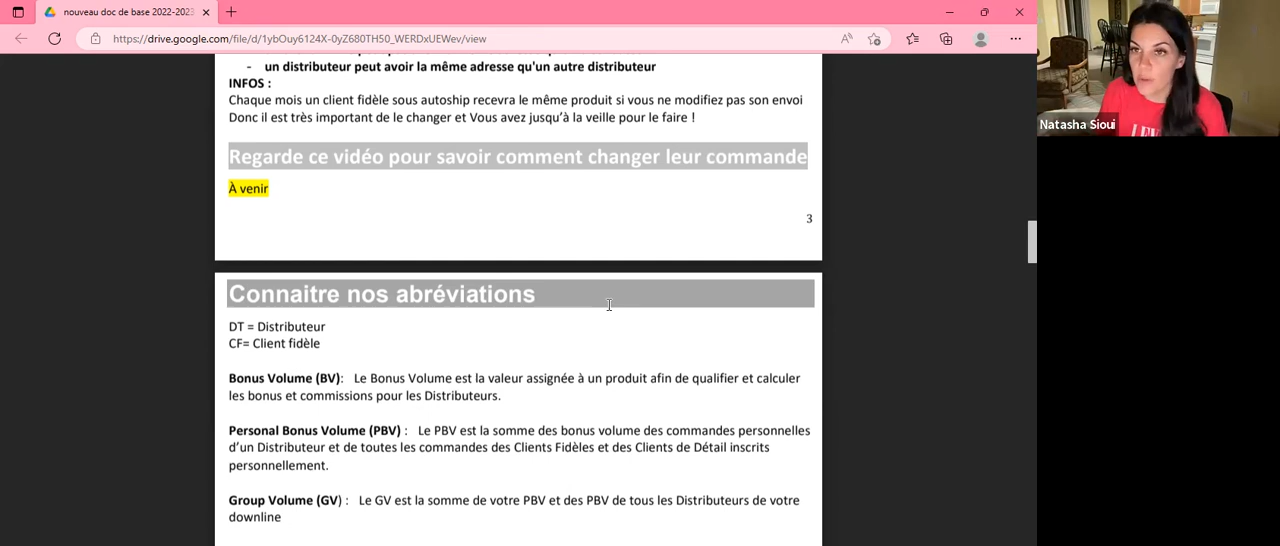 nouveau doc de base 2022-2023
https://drive.google.com/file/d/1ybOuy6124X-0yZ680TH50_WERDxUEWev/view
- un distributeur peut avoir la même adresse qu'un autre distributeur
INFOS :
Chaque mois un client fidèle sous autoship recevra le même produit si vous ne modifiez pas son envoi
Donc il est très important de le changer et Vous avez jusqu'à la veille pour le faire !
Regarde ce vidéo pour savoir comment changer leur commande
À venir
3
Connaitre nos abréviations
DT = Distributeur
CF= Client fidèle
Bonus Volume (BV): Le Bonus Volume est la valeur assignée à un produit afin de qualifier et calculer
les bonus et commissions pour les Distributeurs.
Personal Bonus Volume (PBV) : Le PBV est la somme des bonus volume des commandes personnelles
d'un Distributeur et de toutes les commandes des Clients Fidèles et des Clients de Détail inscrits
personnellement.
Group Volume (GV) : Le GV est la somme de votre PBV et des PBV de tous les Distributeurs de votre
downline
Natasha Sioui